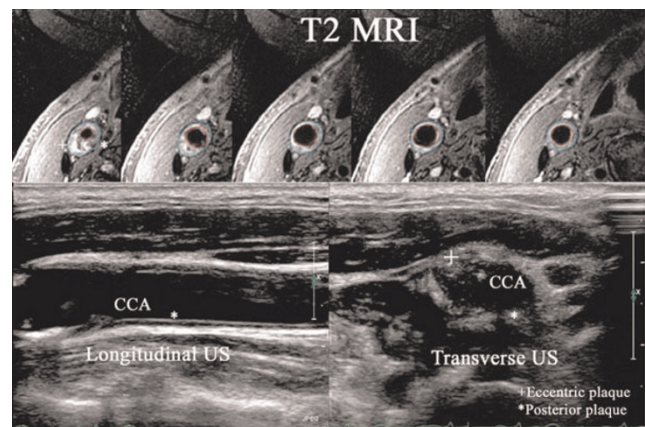 T2 MRI
CCA
*
Longitudinal US
+
CCA
*
Transverse US
+Eccentric plaque
*Posterior plaque